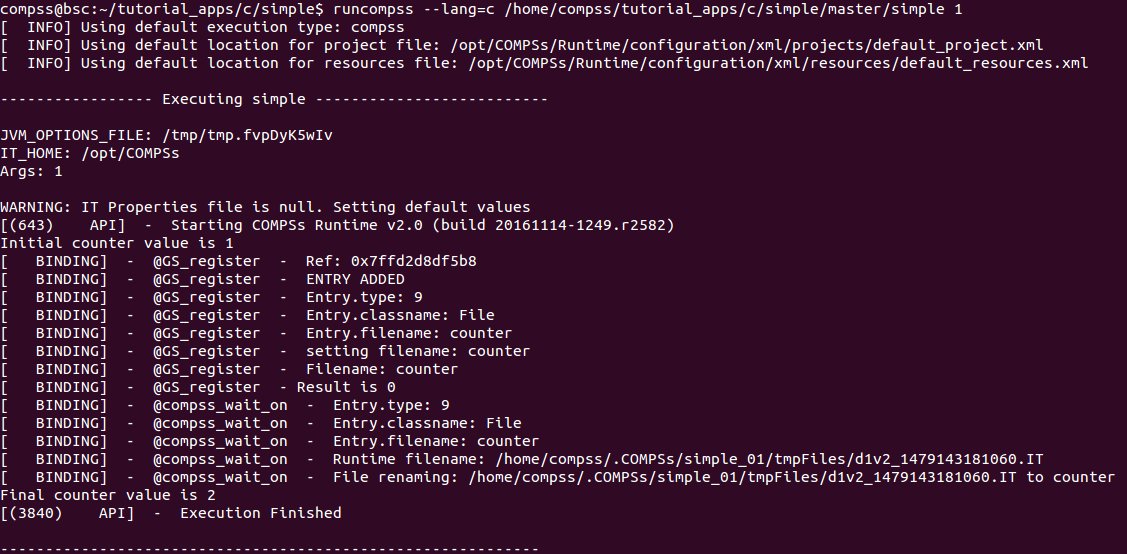 compss@bsc:~/tutorial_apps/c/simple$ runcompss --lang=c /home/compss/tutorial_apps/c/simple/master/simple 1
[  INFO] Using default execution type: compss
[  INFO] Using default location for project file: /opt/COMPSs/Runtime/configuration/xml/projects/default_project.xml
[  INFO] Using default location for resources file: /opt/COMPSs/Runtime/configuration/xml/resources/default_resources.xml
----------------- Executing simple --------------------------
JVM_OPTIONS_FILE: /tmp/tmp.fvpDyK5wIv
IT_HOME: /opt/COMPSs
Args: 1
WARNING: IT Properties file is null. Setting default values
[(643)    API]  -  Starting COMPSs Runtime v2.0 (build 20161114-1249.r2582)
Initial counter value is 1
[   BINDING]  -  @GS_register  -  Ref: 0x7ffd2d8df5b8
[   BINDING]  -  @GS_register  -  ENTRY ADDED
[   BINDING]  -  @GS_register  -  Entry.type: 9
[   BINDING]  -  @GS_register  -  Entry.classname: File
[   BINDING]  -  @GS_register  -  Entry.filename: counter
[   BINDING]  -  @GS_register  -  setting filename: counter
[   BINDING]  -  @GS_register  -  Filename: counter
[   BINDING]  -  @GS_register  - Result is 0
[   BINDING]  -  @compss_wait_on  -  Entry.type: 9
[   BINDING]  -  @compss_wait_on  -  Entry.classname: File
[   BINDING]  -  @compss_wait_on  -  Entry.filename: counter
[   BINDING]  -  @compss_wait_on  -  Runtime filename: /home/compss/.COMPSs/simple_01/tmpFiles/d1v2_1479143181060.IT
[   BINDING]  -  @compss_wait_on  -  File renaming: /home/compss/.COMPSs/simple_01/tmpFiles/d1v2_1479143181060.IT to counter
Final counter value is 2
[(3840)    API]  -  Execution Finished
------------------------------------------------------------